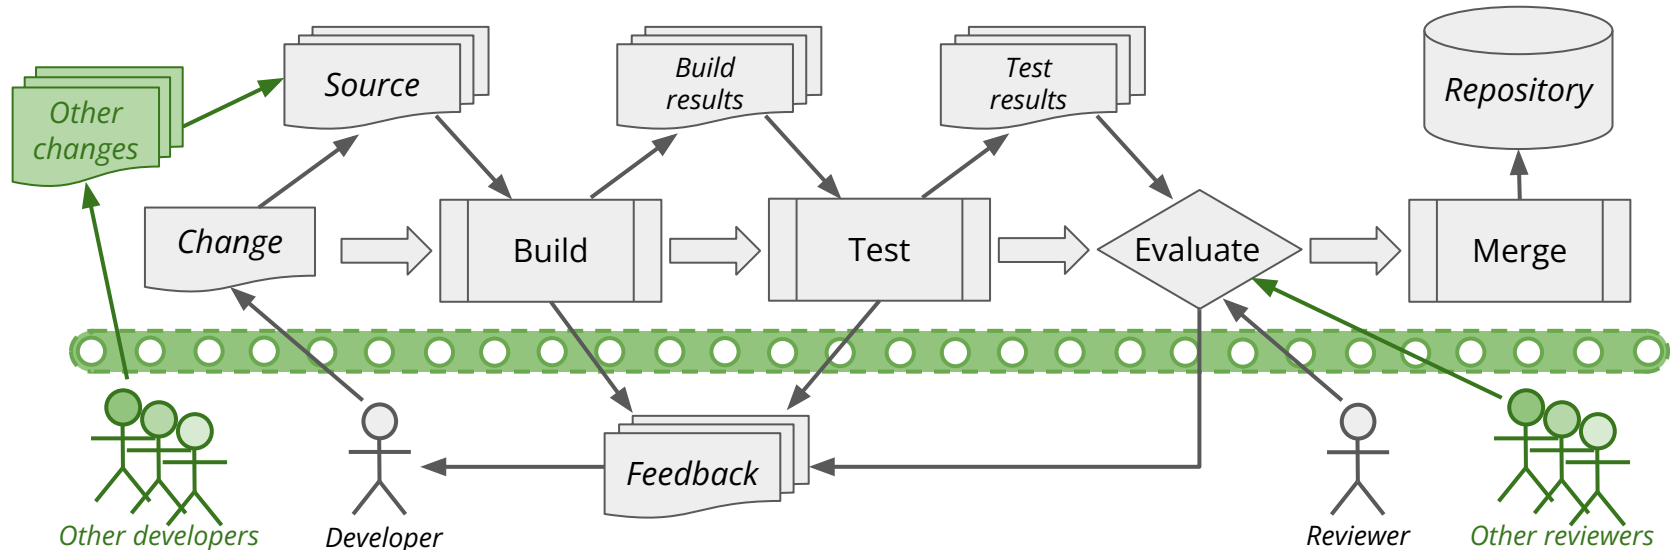 Other
changes
Source
Build
results
Test
results
Repository
Change
Build
Test
Evaluate
Merge
Feedback
Other developers
Developer
Reviewer
Other reviewers